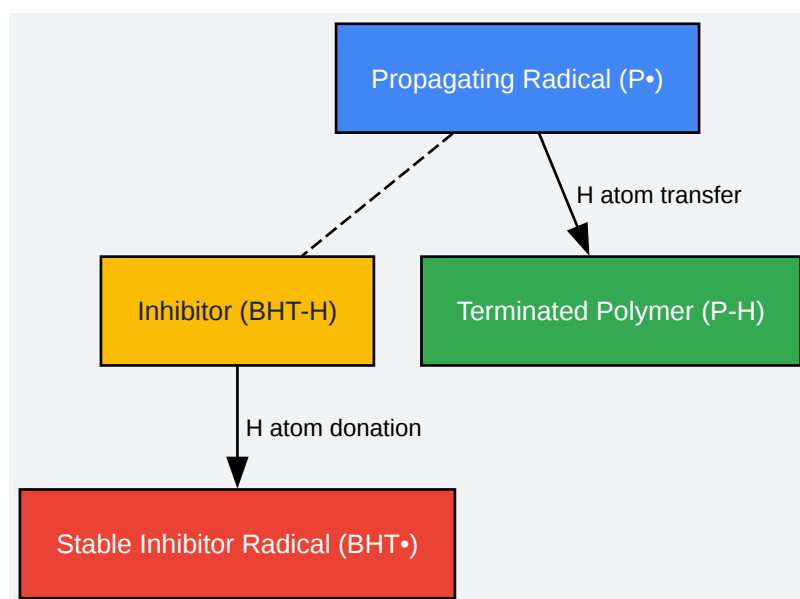 Propagating Radical (P•)
H atom transfer
Inhibitor (BHT-H)
Terminated Polymer (P-H)
H atom donation
Stable Inhibitor Radical (BHT•)